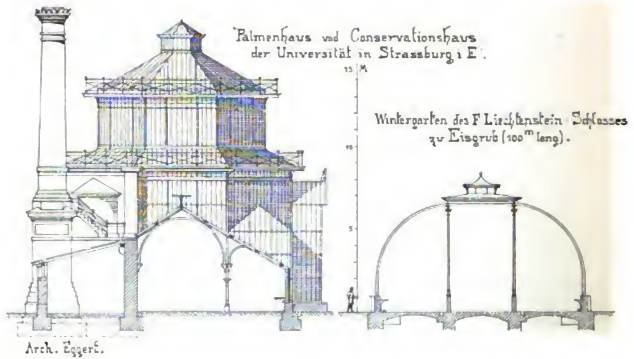 Palmenhaus und Conservationshaus
der Universität in Strassburg i E.
15 M
Wintergarten des F Liechtenstein Schlosses
zu Eisgrub (100m lang).
10
5
Arch. Eggert.